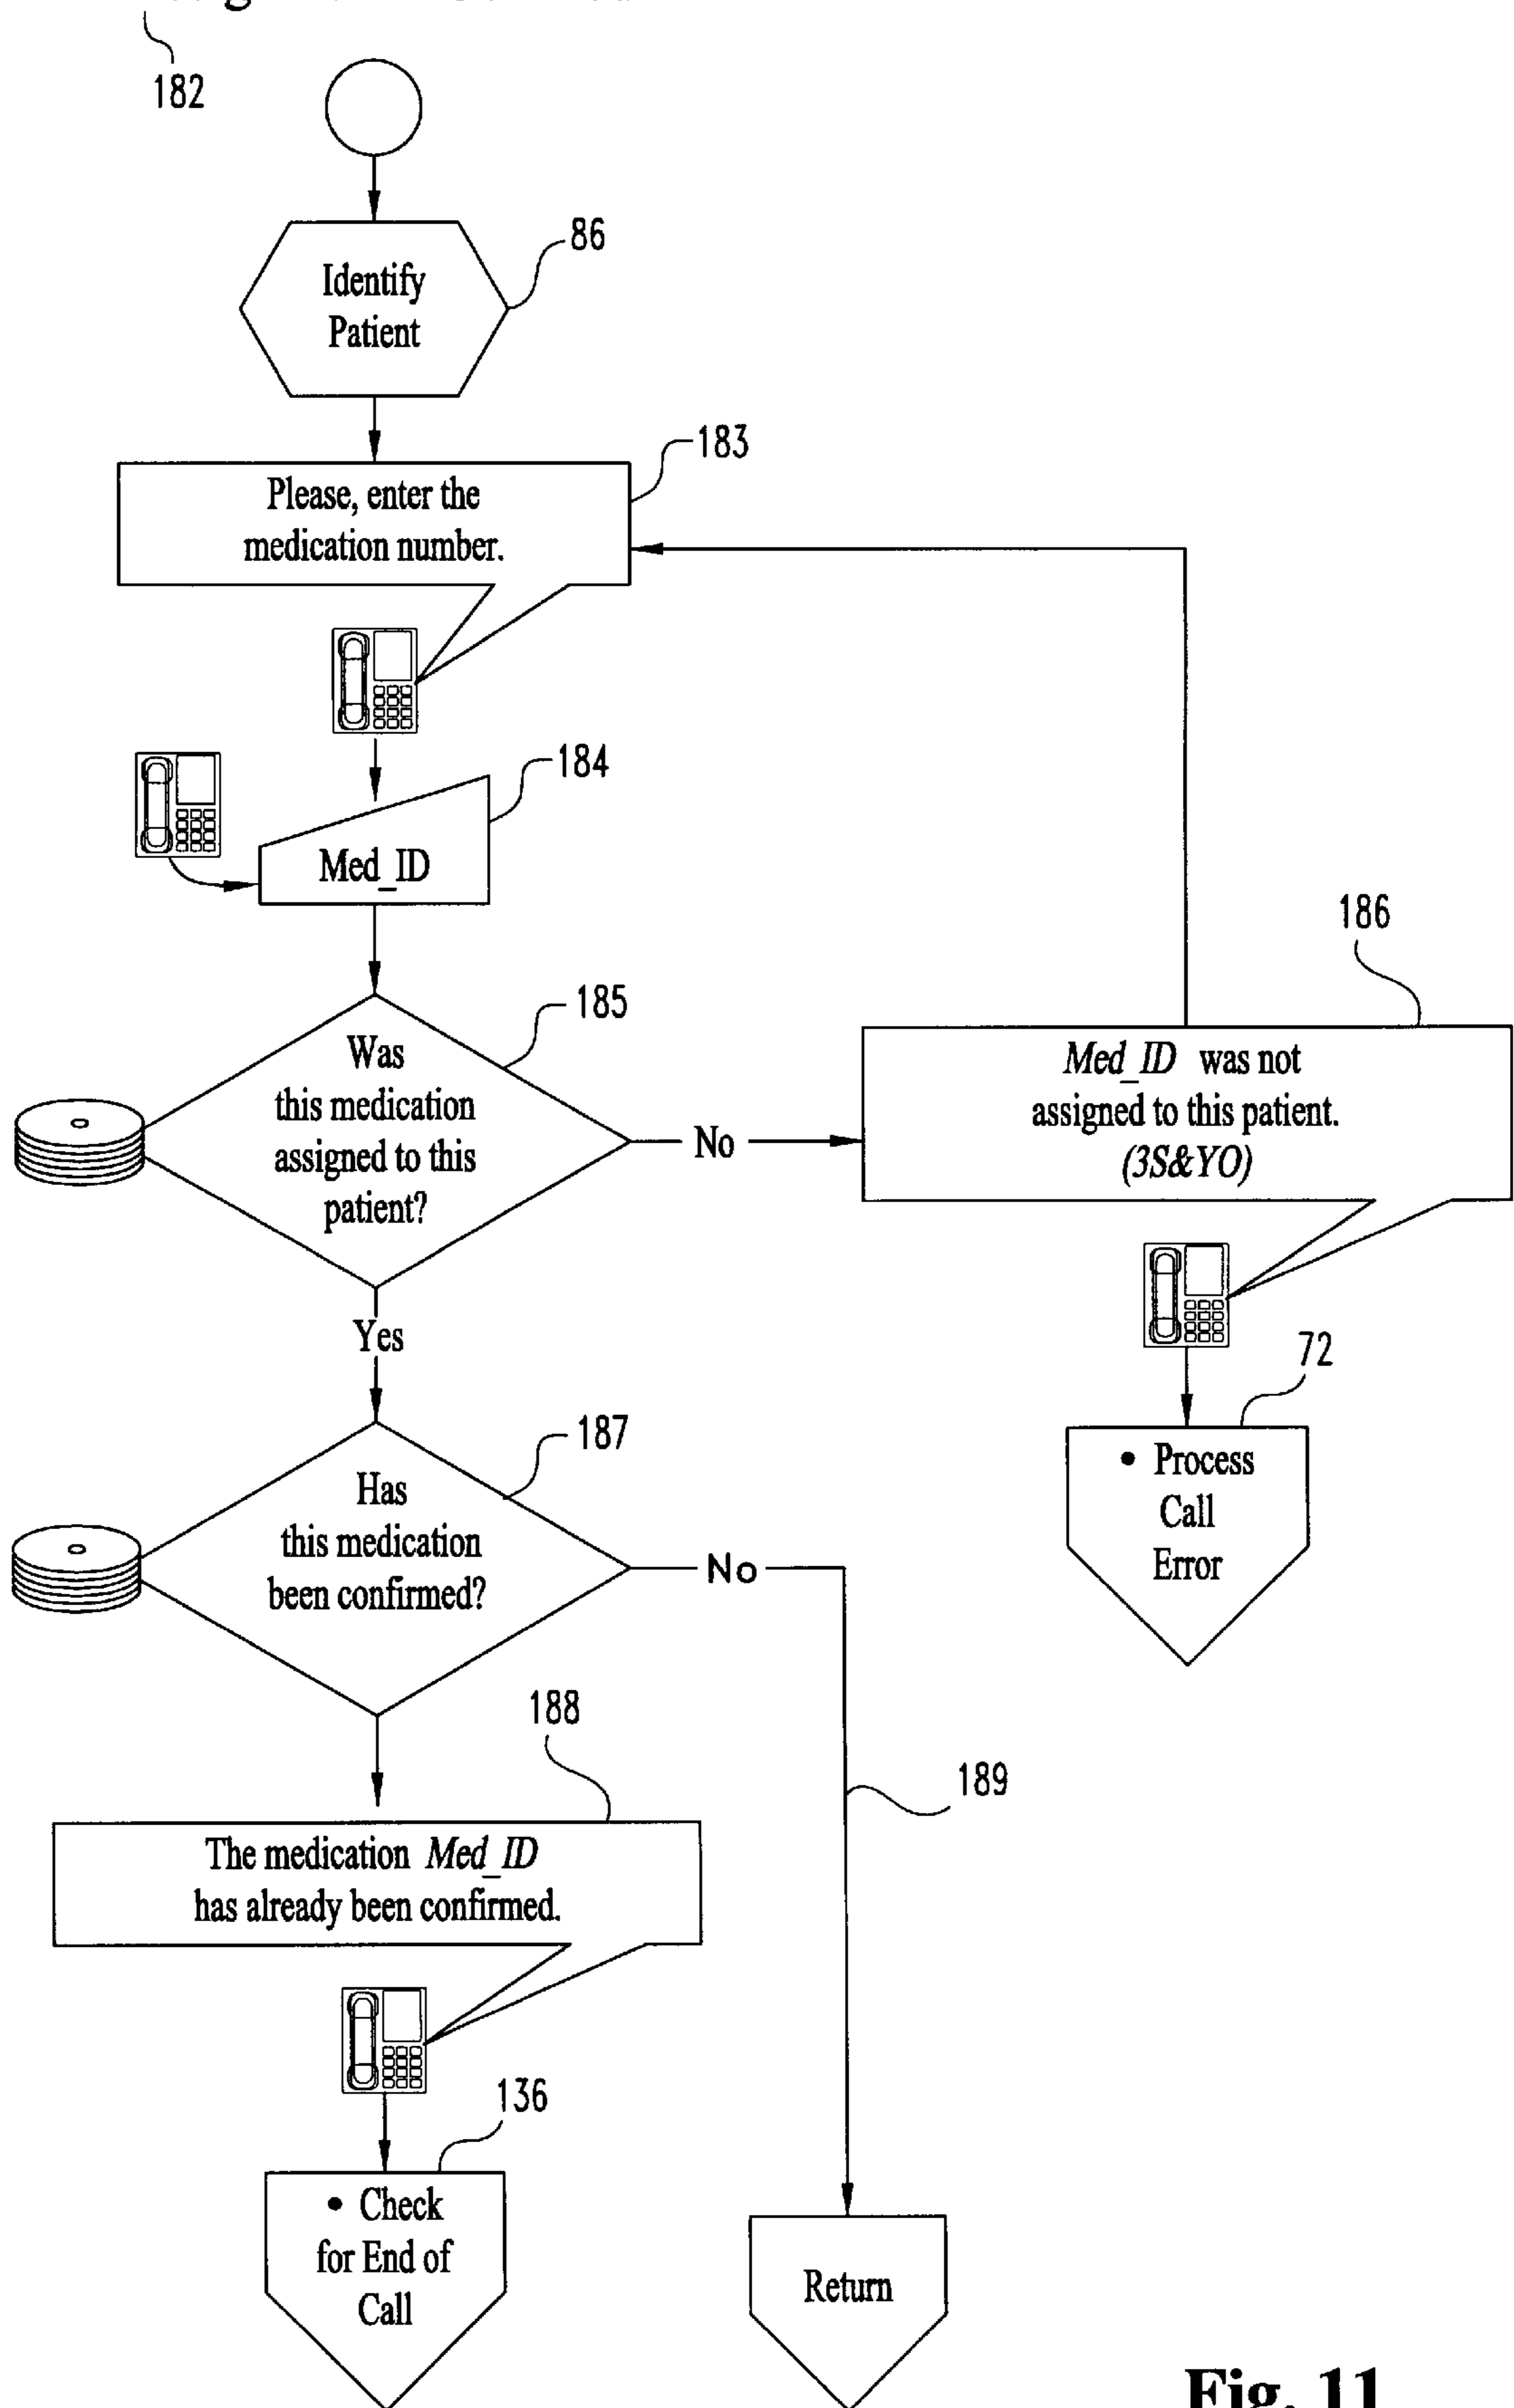 182
86
Identify
Patient
183
Please, enter the
medication number.
184
Med_ID
185
Was
this medication
assigned to this
patient?
No
186
Med_ID was not
assigned to this patient.
(3S&YO)
Yes
72
• Process
Call
Error
187
Has
this medication
been confirmed?
No
188
189
The medication Med_ID
has already been confirmed.
136
• Check
for End of
Call
Return
Fig. 11